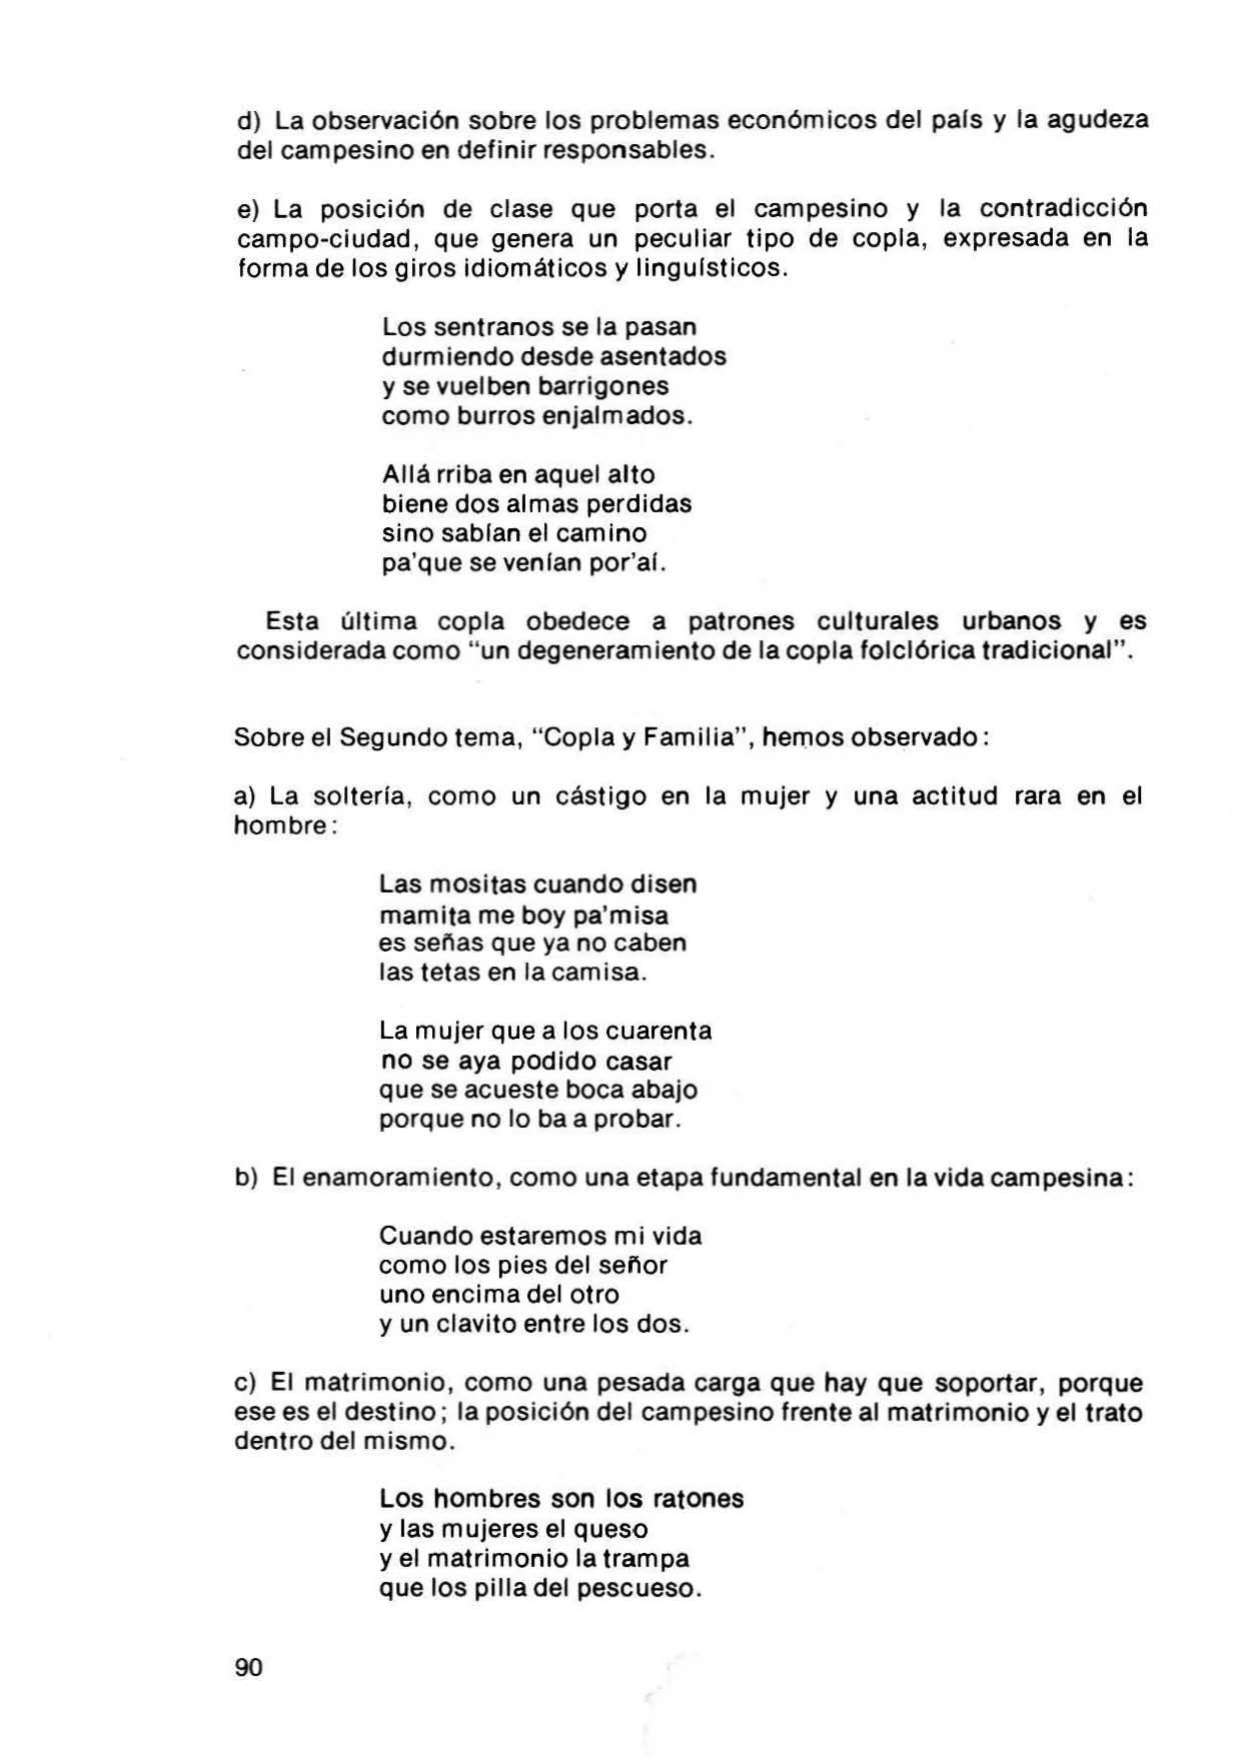 d) La observación sobre los problemas económicos del país y la agudeza
del campesino en definir responsables.
e) La posición de clase que porta el campesino y la contradicción
campo-ciudad, que genera un peculiar tipo de copla, expresada en la
forma de los giros idiomáticos y linguísticos.
Los sentranos se la pasan
durmiendo desde asentados
y se vuelben barrigones
como burros enjalmados.
Allá rriba en aquel alto
biene dos almas perdidas
sino sabían el camino
pa'que se venían por'aí.
Esta última copla obedece a patrones culturales urbanos y es
considerada como "un degeneramiento de la copla folclórica tradicional".
Sobre el Segundo tema, "Copla y Familia", hemos observado:
a) La soltería, como un cástigo en la mujer y una actitud rara en el
hombre:
Las mositas cuando disen
mamita me boy pa'misa
es señas que ya no caben
las tetas en la camisa.
La mujer que a los cuarenta
no se aya podido casar
que se acueste boca abajo
porque no lo ba a probar.
b) El enamoramiento, como una etapa fundamental en la vida campesina:
Cuando estaremos mi vida
como los pies del señor
uno encima del otro
y un clavito entre los dos.
c) El matrimonio, como una pesada carga que hay que soportar, porque
ese es el destino; la posición del campesino frente al matrimonio y el trato
dentro del mismo.
Los hombres son los ratones
y las mujeres el queso
y el matrimonio la trampa
que los pilla del pescueso.
90